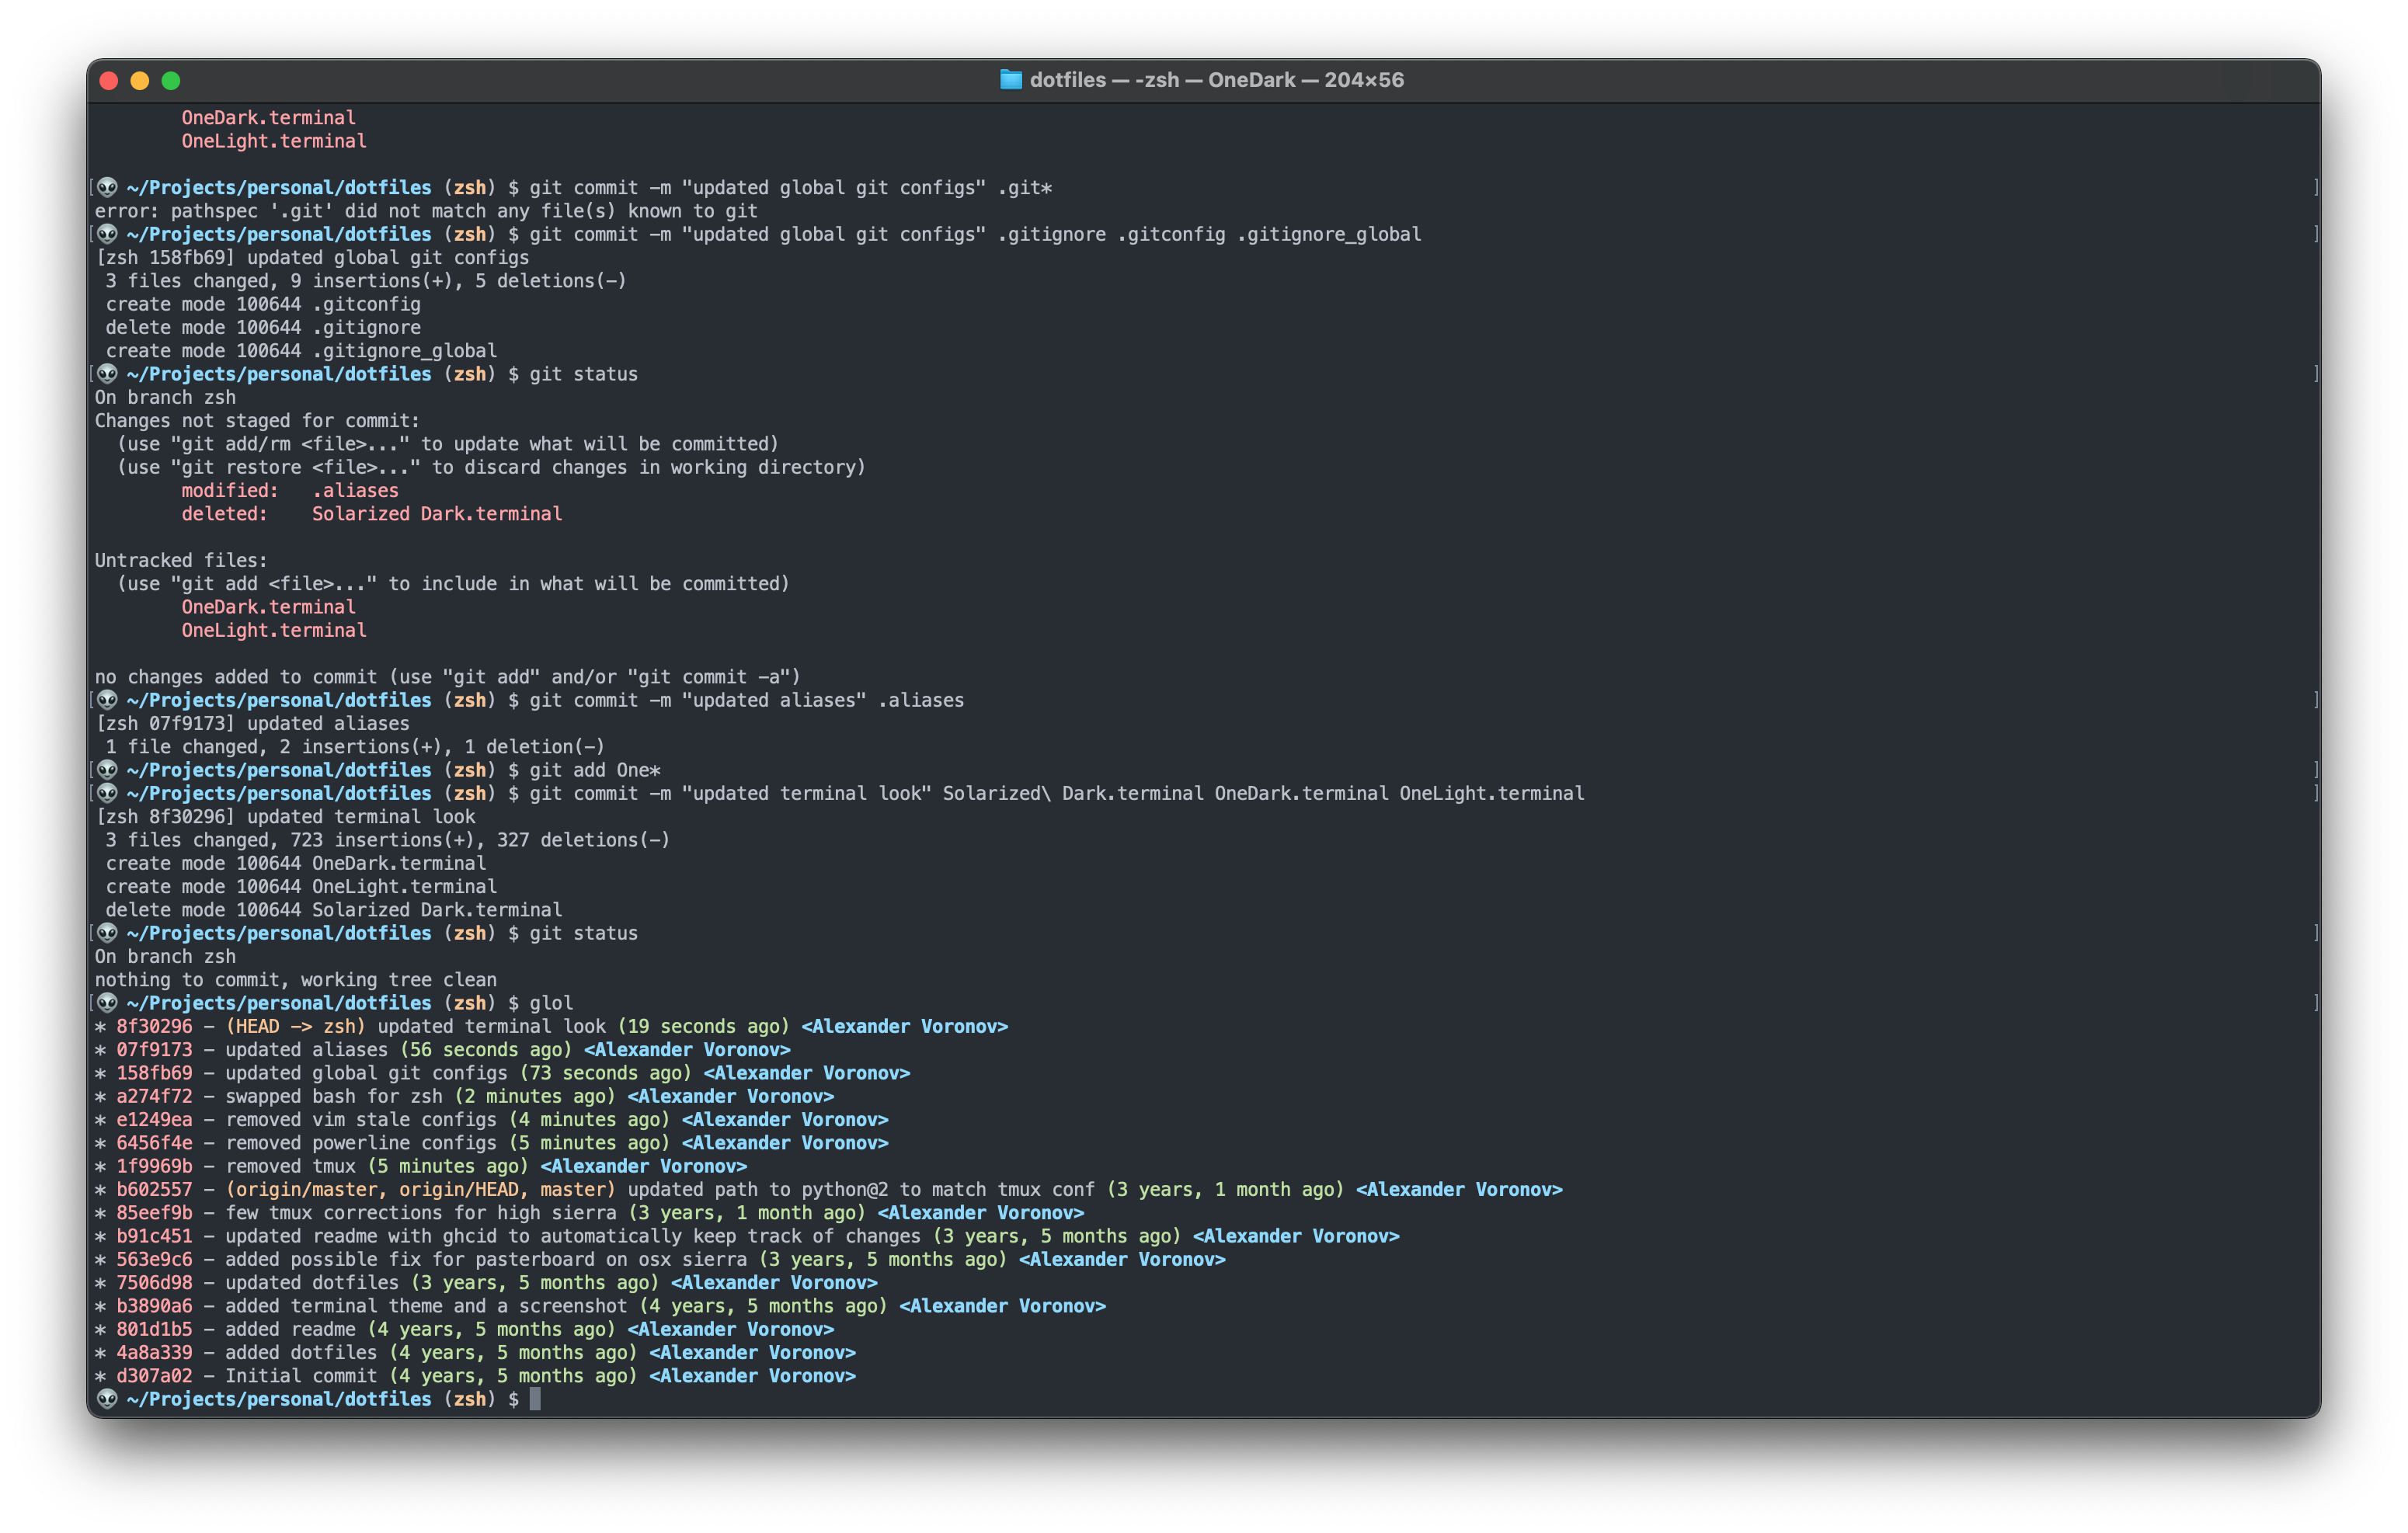 dotfiles — -zsh — OneDark — 204×56
OneDark.terminal
OneLight.terminal
[👽 ~/Projects/personal/dotfiles (zsh) $ git commit -m "updated global git configs" .git* ]
error: pathspec '.git' did not match any file(s) known to git
[👽 ~/Projects/personal/dotfiles (zsh) $ git commit -m "updated global git configs" .gitignore .gitconfig .gitignore_global ]
[zsh 158fb69] updated global git configs
3 files changed, 9 insertions(+), 5 deletions(-)
create mode 100644 .gitconfig
delete mode 100644 .gitignore
create mode 100644 .gitignore_global
[👽 ~/Projects/personal/dotfiles (zsh) $ git status ]
On branch zsh
Changes not staged for commit:
(use "git add/rm <file>..." to update what will be committed)
(use "git restore <file>..." to discard changes in working directory)
modified:   .aliases
deleted:    Solarized Dark.terminal
Untracked files:
(use "git add <file>..." to include in what will be committed)
OneDark.terminal
OneLight.terminal
no changes added to commit (use "git add" and/or "git commit -a")
[👽 ~/Projects/personal/dotfiles (zsh) $ git commit -m "updated aliases" .aliases ]
[zsh 07f9173] updated aliases
1 file changed, 2 insertions(+), 1 deletion(-)
[👽 ~/Projects/personal/dotfiles (zsh) $ git add One* ]
[👽 ~/Projects/personal/dotfiles (zsh) $ git commit -m "updated terminal look" Solarized\ Dark.terminal OneDark.terminal OneLight.terminal ]
[zsh 8f30296] updated terminal look
3 files changed, 723 insertions(+), 327 deletions(-)
create mode 100644 OneDark.terminal
create mode 100644 OneLight.terminal
delete mode 100644 Solarized Dark.terminal
[👽 ~/Projects/personal/dotfiles (zsh) $ git status ]
On branch zsh
nothing to commit, working tree clean
[👽 ~/Projects/personal/dotfiles (zsh) $ glol ]
* 8f30296 - (HEAD -> zsh) updated terminal look (19 seconds ago) <Alexander Voronov>
* 07f9173 - updated aliases (56 seconds ago) <Alexander Voronov>
* 158fb69 - updated global git configs (73 seconds ago) <Alexander Voronov>
* a274f72 - swapped bash for zsh (2 minutes ago) <Alexander Voronov>
* e1249ea - removed vim stale configs (4 minutes ago) <Alexander Voronov>
* 6456f4e - removed powerline configs (5 minutes ago) <Alexander Voronov>
* 1f9969b - removed tmux (5 minutes ago) <Alexander Voronov>
* b602557 - (origin/master, origin/HEAD, master) updated path to python@2 to match tmux conf (3 years, 1 month ago) <Alexander Voronov>
* 85eef9b - few tmux corrections for high sierra (3 years, 1 month ago) <Alexander Voronov>
* b91c451 - updated readme with ghcid to automatically keep track of changes (3 years, 5 months ago) <Alexander Voronov>
* 563e9c6 - added possible fix for pasterboard on osx sierra (3 years, 5 months ago) <Alexander Voronov>
* 7506d98 - updated dotfiles (3 years, 5 months ago) <Alexander Voronov>
* b3890a6 - added terminal theme and a screenshot (4 years, 5 months ago) <Alexander Voronov>
* 801d1b5 - added readme (4 years, 5 months ago) <Alexander Voronov>
* 4a8a339 - added dotfiles (4 years, 5 months ago) <Alexander Voronov>
* d307a02 - Initial commit (4 years, 5 months ago) <Alexander Voronov>
👽 ~/Projects/personal/dotfiles (zsh) $